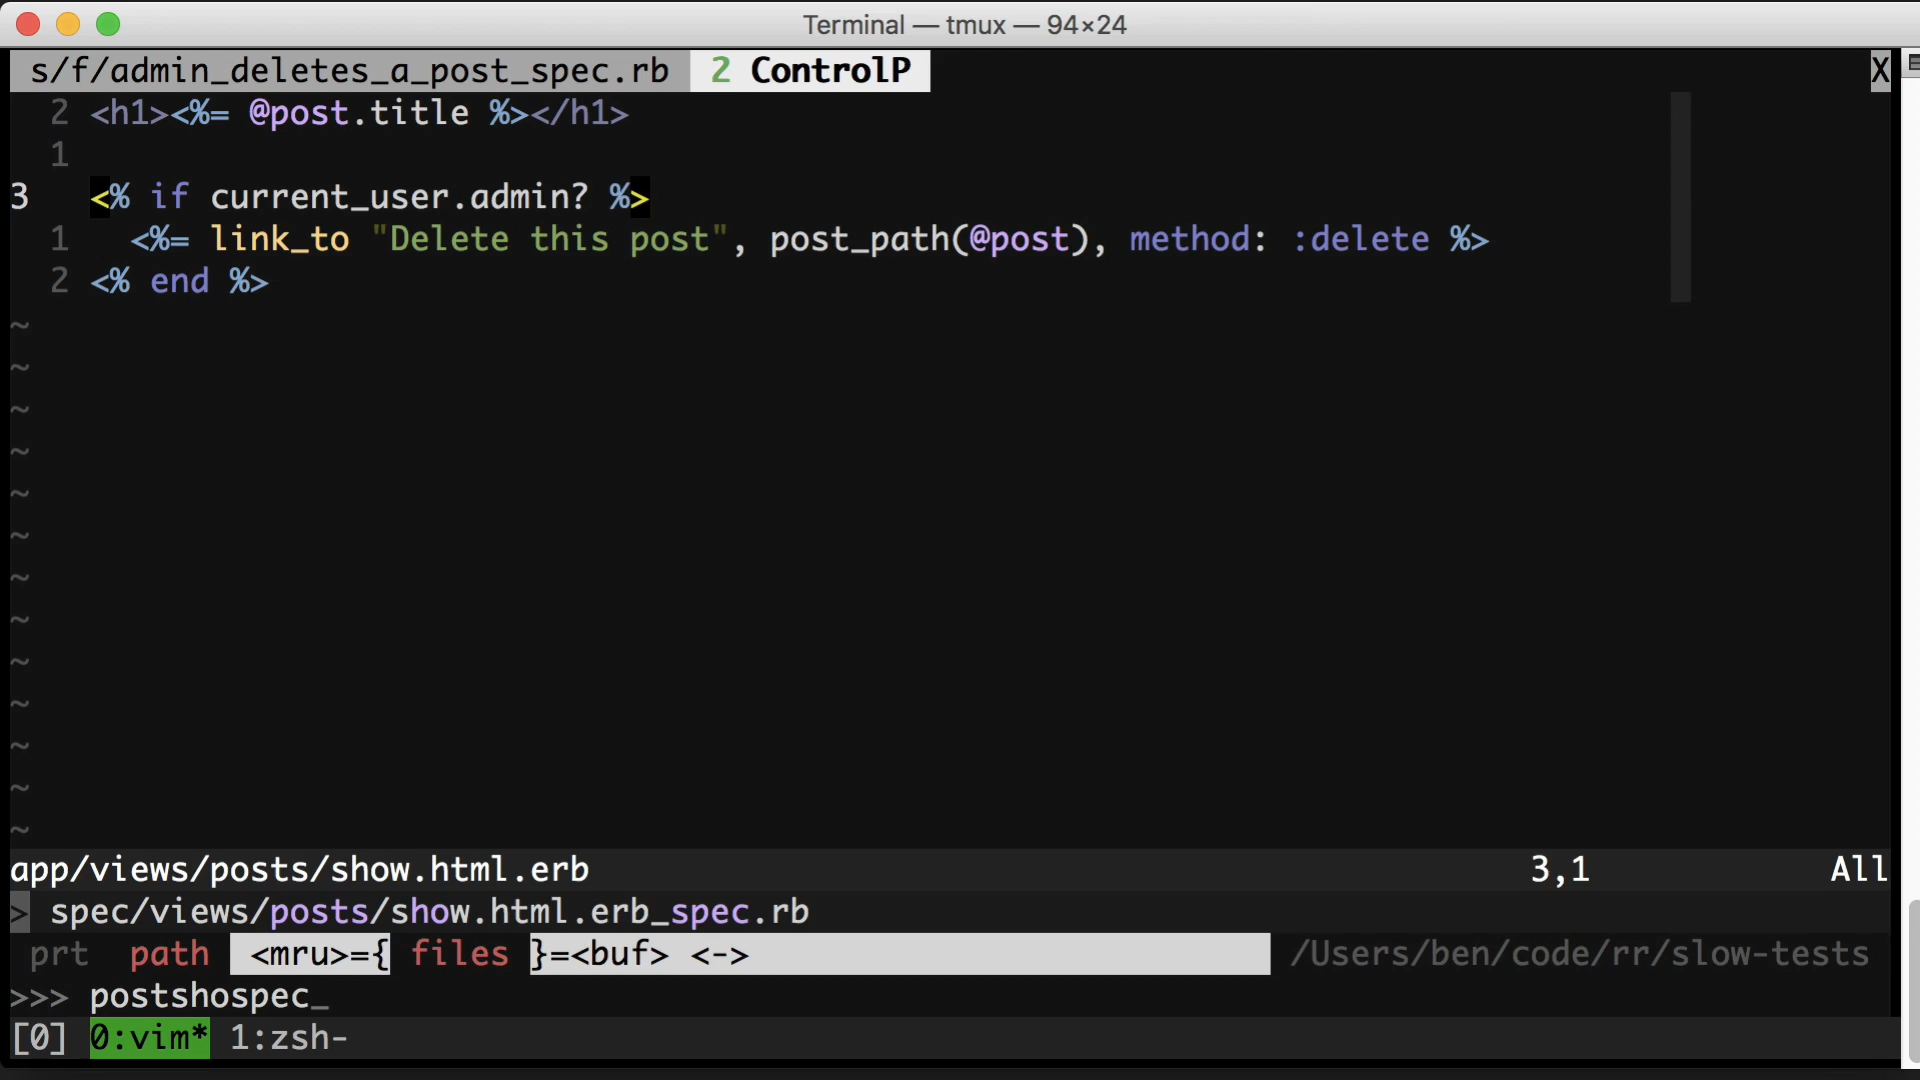 Terminal — tmux — 94×24
s/f/admin_deletes_a_post_spec.rb 2 ControlP X
2 <h1><%= @post.title %></h1>
1
3 <% if current_user.admin? %>
1 <%= link_to "Delete this post", post_path(@post), method: :delete %>
2 <% end %>
~
~
~
~
~
~
~
~
~
~
~
~
~
app/views/posts/show.html.erb 3,1 All
> spec/views/posts/show.html.erb_spec.rb
prt path <mru>={ files }=<buf> <-> /Users/ben/code/rr/slow-tests
>>> postshospec_
[0] 0:vim* 1:zsh-